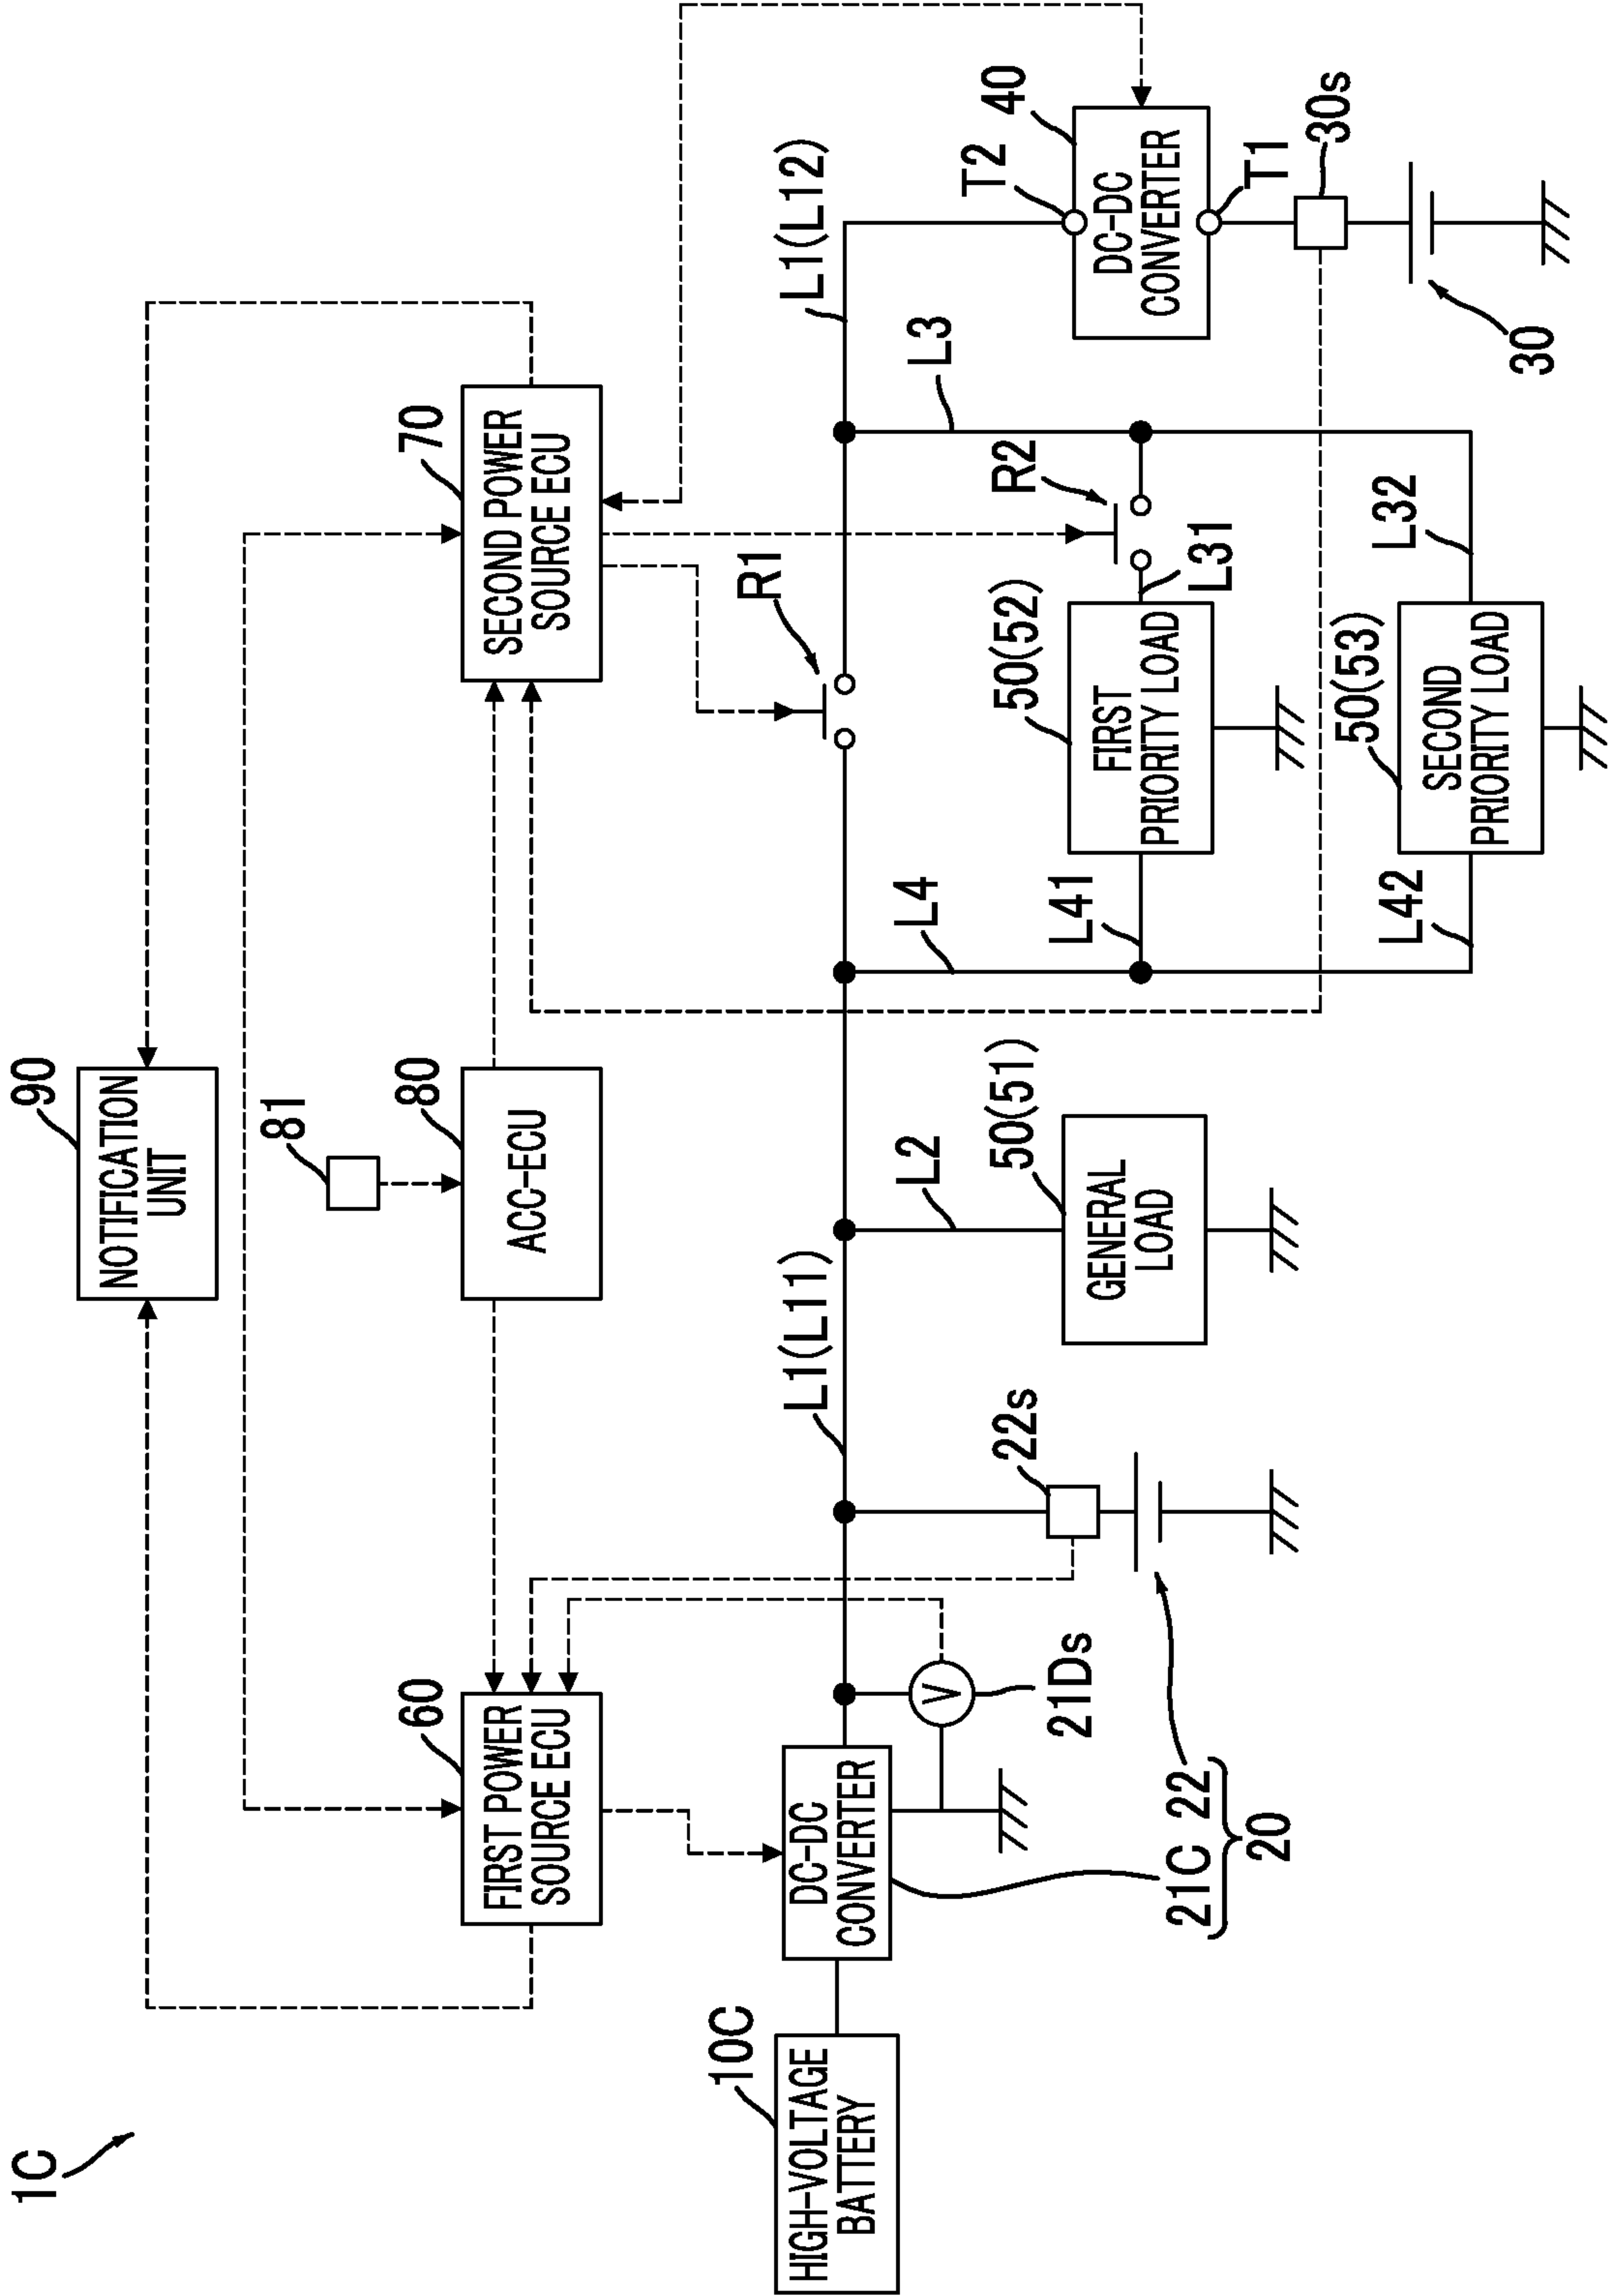 1C
90
NOTIFICATION
UNIT
81
60
FIRST POWER
SOURCE ECU
80
ACC-ECU
70
SECOND POWER
SOURCE ECU
10C
HIGH-VOLTAGE
BATTERY
DC-DC
CONVERTER
L1(L11)
R1
L1(L12)
21Ds
22s
L2
50(51)
GENERAL
LOAD
L4
L3
T2
40
DC-DC
CONVERTER
T1
30s
30
L41
50(52)
FIRST
PRIORITY LOAD
R2
L31
21C 22
20
L42
50(53)
SECOND
PRIORITY LOAD
L32
V